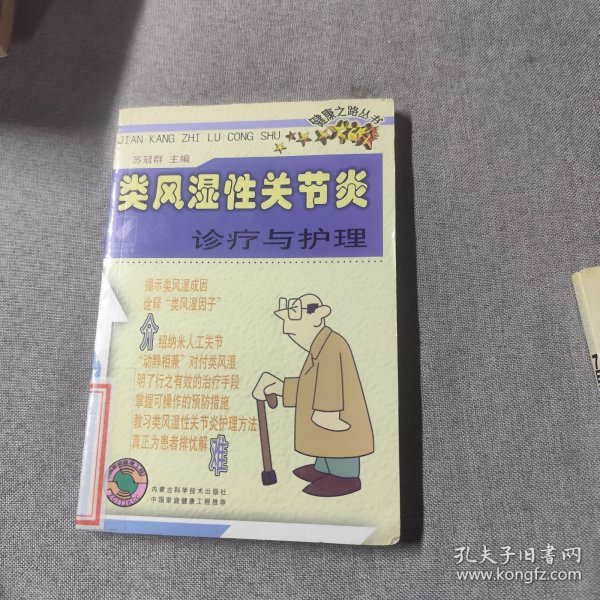 健康之路丛书
JIAN KANG ZHI LU CONG SHU
苏冠群 主编
类风湿性关节炎
诊疗与护理
揭示类风湿成因
诠释“类风湿因子”
介绍纳米人工关节
“动静相兼”对付类风湿
明了行之有效的治疗手段
掌握可操作的预防措施
教习类风湿性关节炎护理方法
真正为患者排忧解难
内蒙古科学技术出版社
中国家庭健康工程推荐
孔夫子旧书网
www.kongfz.com